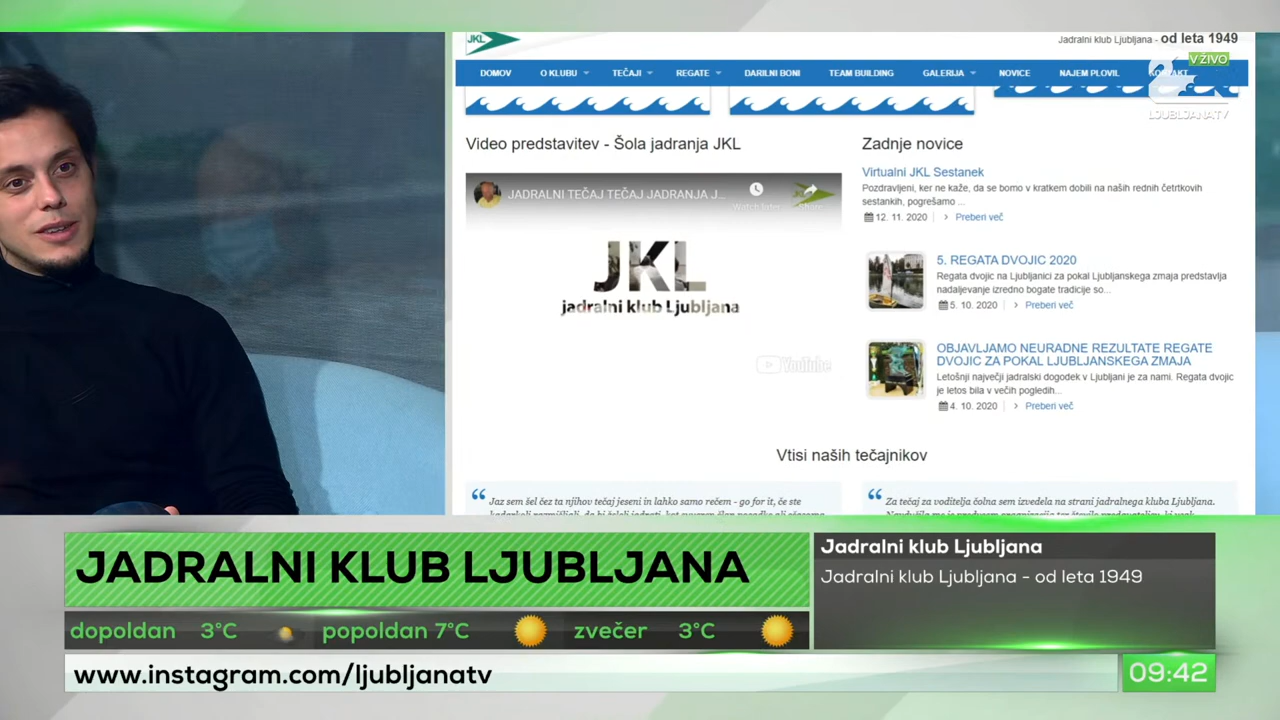 JKL
Jadralni klub Ljubljana - od leta 1949
V ŽIVO
DOMOV O KLUBU TEČAJI REGATE DARILNI BONI TEAM BUILDING GALERIJA NOVICE NAJEM PLOVIL KONTAKT
LJUBLJANATV
Video predstavitev - Šola jadranja JKL
JADRALNI TEČAJ TEČAJ JADRANJA J...
JKL
jadralni klub Ljubljana
YouTube
Zadnje novice
Virtualni JKL Sestanek
Pozdravljeni, ker ne kaže, da se bomo v kratkem dobili na naših rednih četrtkovih
sestankih, pogrešamo ...
12. 11. 2020 Preberi več
5. REGATA DVOJIC 2020
Regata dvojic na Ljubljanici za pokal Ljubljanskega zmaja predstavlja
nadaljevanje izredno bogate tradicije so...
5. 10. 2020 Preberi več
OBJAVLJAMO NEURADNE REZULTATE REGATE
DVOJIC ZA POKAL LJUBLJANSKEGA ZMAJA
Letošnji največji jadralski dogodek v Ljubljani je za nami. Regata dvojic
je letos bila v večih pogledih...
4. 10. 2020 Preberi več
Vtisi naših tečajnikov
Jaz sem šel čez ta njihov tečaj jeseni in lahko samo rečem - go for it, če ste
Za tečaj za voditelja čolna sem izvedela na strani jadralnega kluba Ljubljana.
JADRALNI KLUB LJUBLJANA
Jadralni klub Ljubljana
Jadralni klub Ljubljana - od leta 1949
dopoldan 3°C popoldan 7°C zvečer 3°C
www.instagram.com/ljubljanatv
09:42